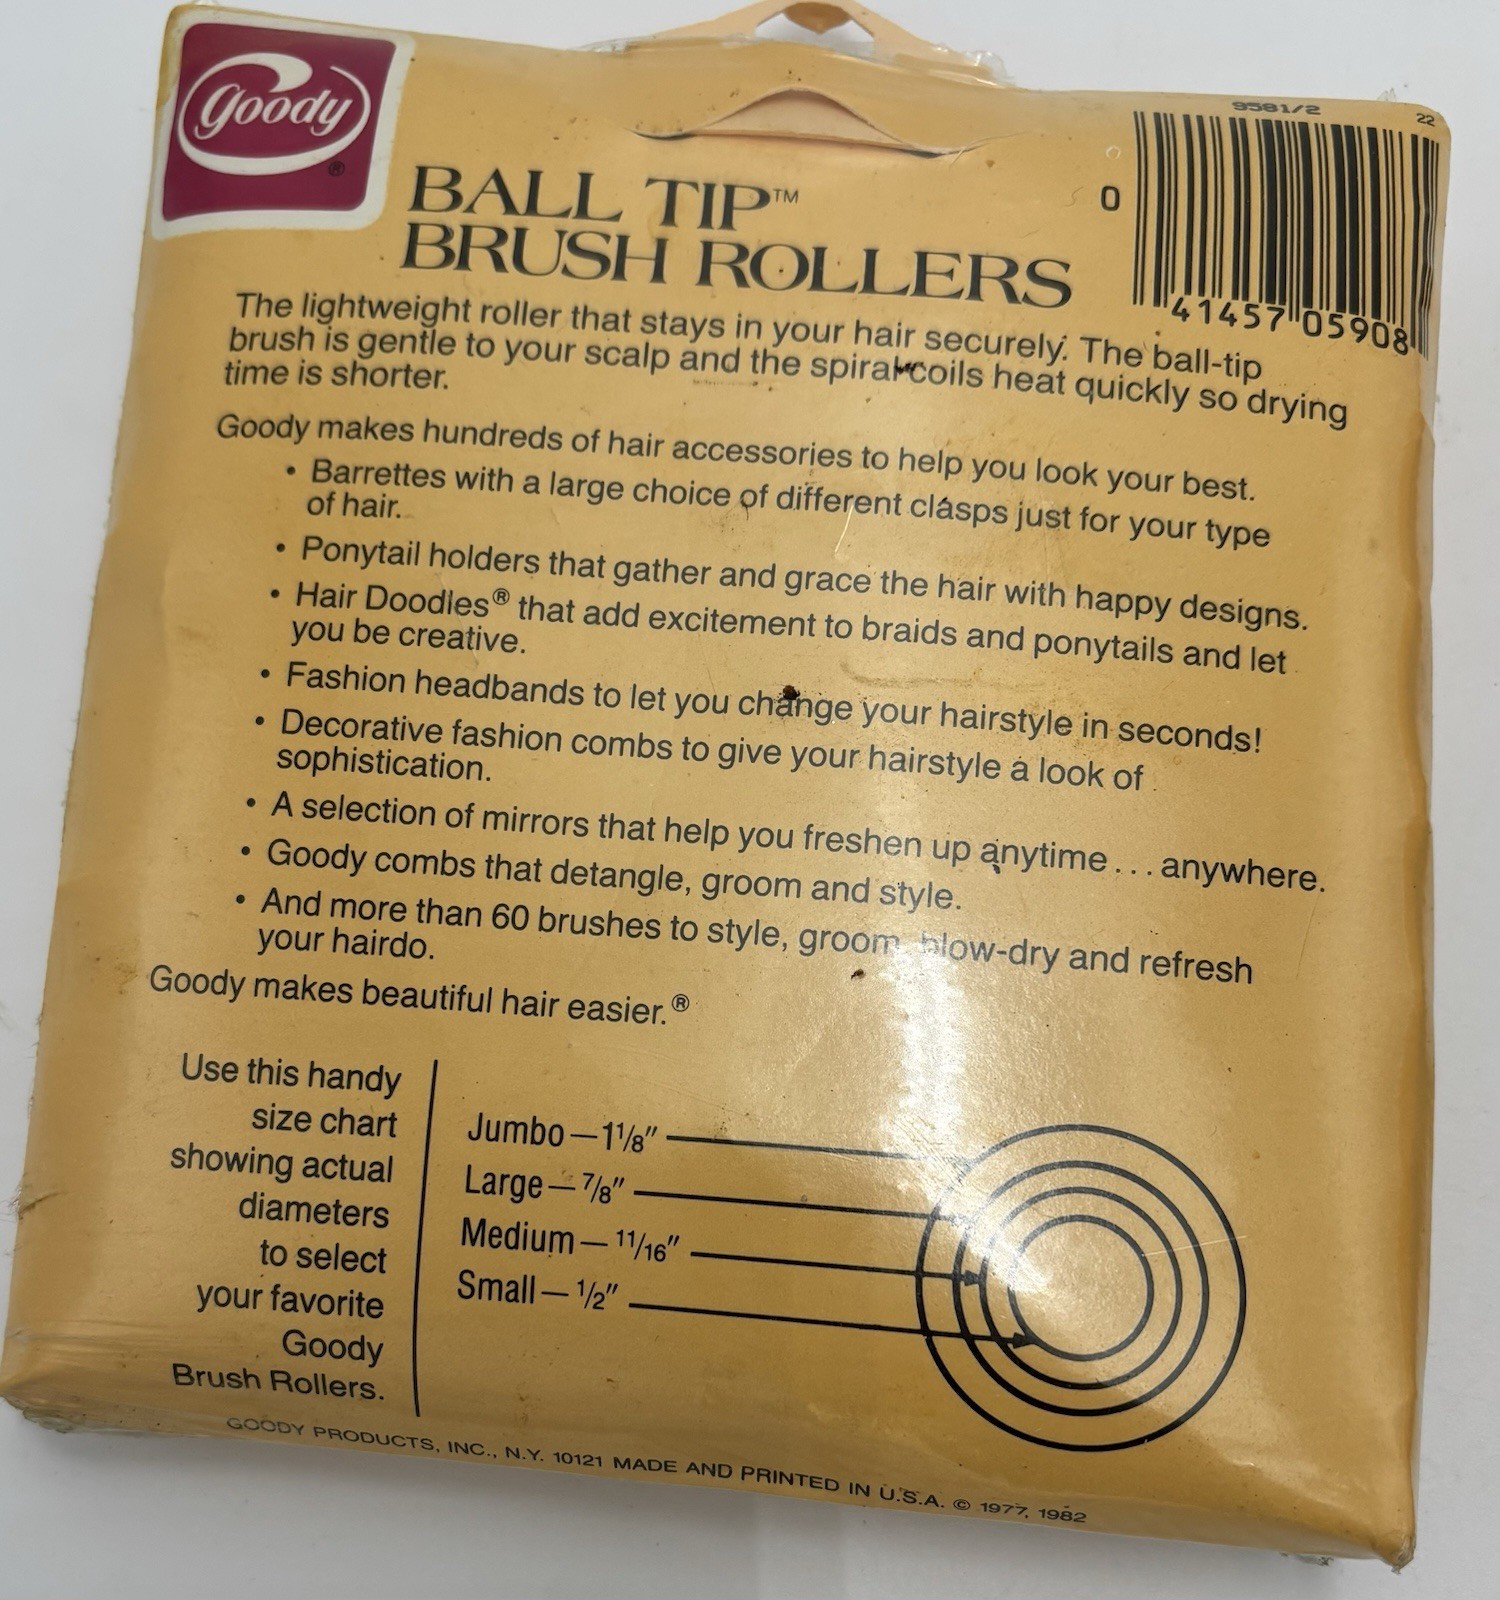 goody®
9581/2
22
BALL TIP™
BRUSH ROLLERS
0
41457 05908
The lightweight roller that stays in your hair securely. The ball-tip
brush is gentle to your scalp and the spiral coils heat quickly so drying
time is shorter.
Goody makes hundreds of hair accessories to help you look your best.
• Barrettes with a large choice of different clasps just for your type
of hair.
• Ponytail holders that gather and grace the hair with happy designs.
• Hair Doodles® that add excitement to braids and ponytails and let
you be creative.
• Fashion headbands to let you change your hairstyle in seconds!
• Decorative fashion combs to give your hairstyle a look of
sophistication.
• A selection of mirrors that help you freshen up anytime...anywhere.
• Goody combs that detangle, groom and style.
• And more than 60 brushes to style, groom, blow-dry and refresh
your hairdo.
Goody makes beautiful hair easier.®
Use this handy
size chart
showing actual
diameters
to select
your favorite
Goody
Brush Rollers.
Jumbo—1⅛"
Large—⅞"
Medium—11/16"
Small—½"
GOODY PRODUCTS, INC., N.Y. 10121 MADE AND PRINTED IN U.S.A. © 1977, 1982